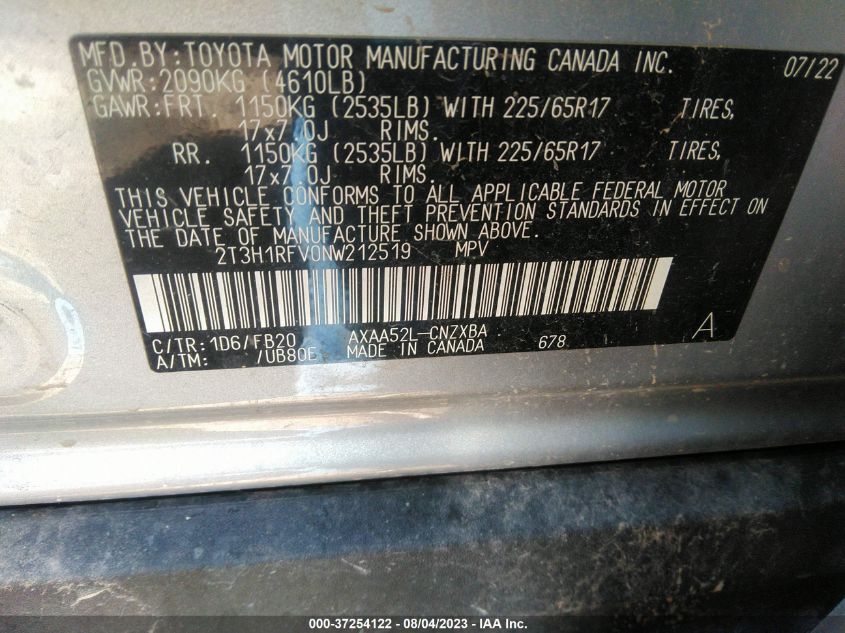 MFD. BY: TOYOTA MOTOR MANUFACTURING CANADA INC. 07/22
GVWR: 2090KG (4610LB)
GAWR: FRT. 1150KG (2535LB) WITH 225/65R17 TIRES,
17x7.0J RIMS.
RR. 1150KG (2535LB) WITH 225/65R17 TIRES,
17x7.0J RIMS.
THIS VEHICLE CONFORMS TO ALL APPLICABLE FEDERAL MOTOR
VEHICLE SAFETY AND THEFT PREVENTION STANDARDS IN EFFECT ON
THE DATE OF MANUFACTURE SHOWN ABOVE.
2T3H1RFV0NW212519 MPV
C/TR: 1D6/FB20 AXAA52L-CNZXBA A
A/TM: /UB80E MADE IN CANADA 678
000-37254122 - 08/04/2023 - IAA Inc.